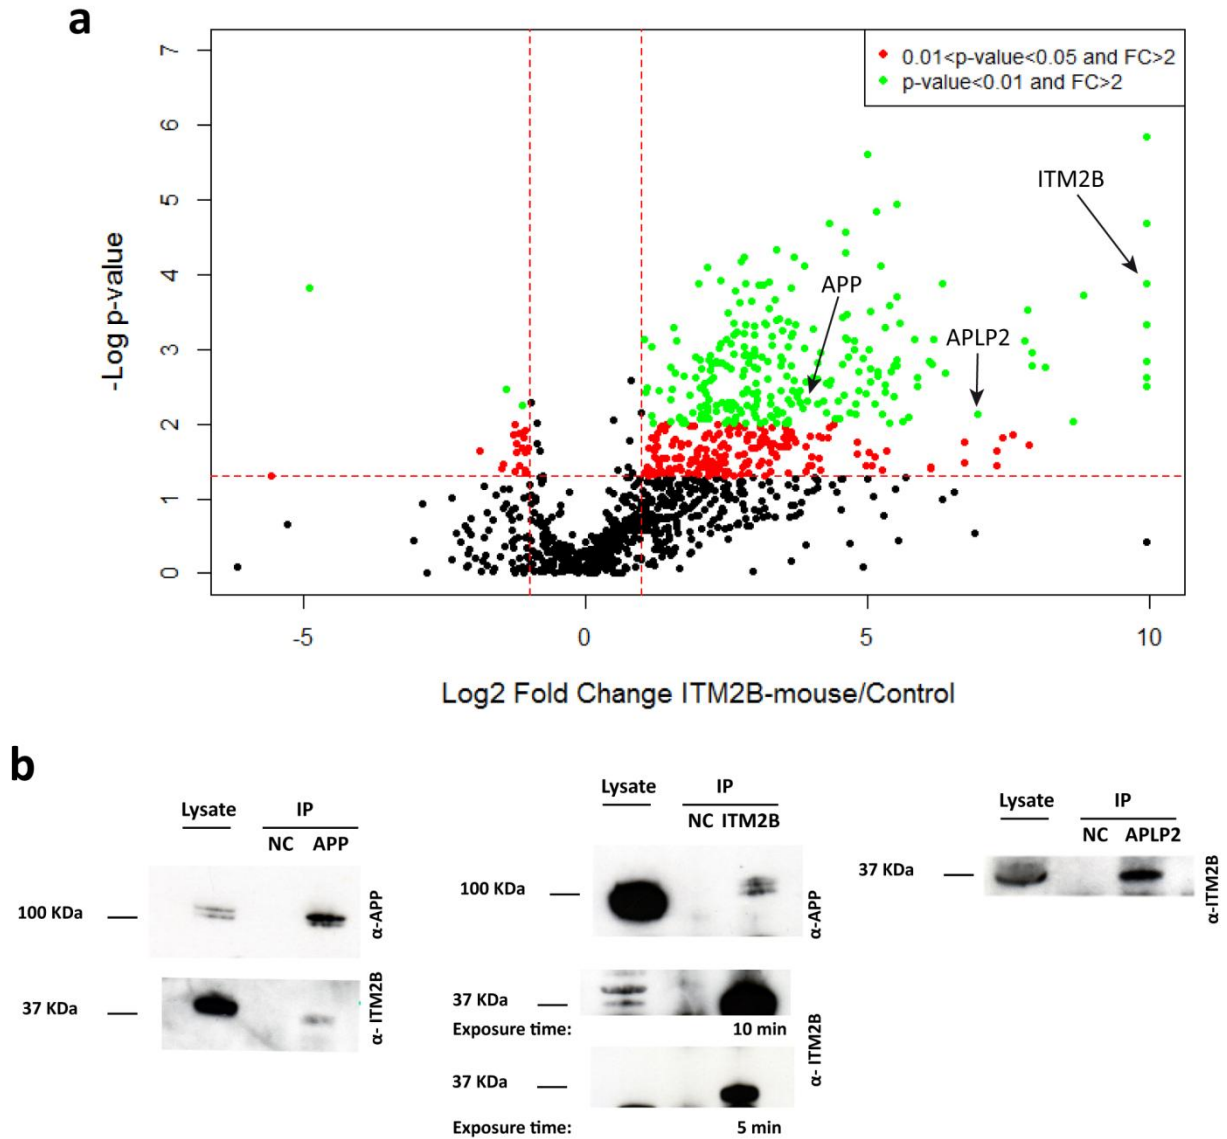 a
0.01<p-value<0.05 and FC>2
p-value<0.01 and FC>2
7
6
5
4
3
2
1
0
-Log p-value
ITM2B
APP
APLP2
-5
0
5
10
Log2 Fold Change ITM2B-mouse/Control
b
Lysate
IP
NC APP
100 KDa
α-APP
37 KDa
α- ITM2B
Lysate
IP
NC ITM2B
100 KDa
α-APP
37 KDa
Exposure time: 10 min
37 KDa
Exposure time: 5 min
α- ITM2B
Lysate
IP
NC APLP2
37 KDa
α-ITM2B